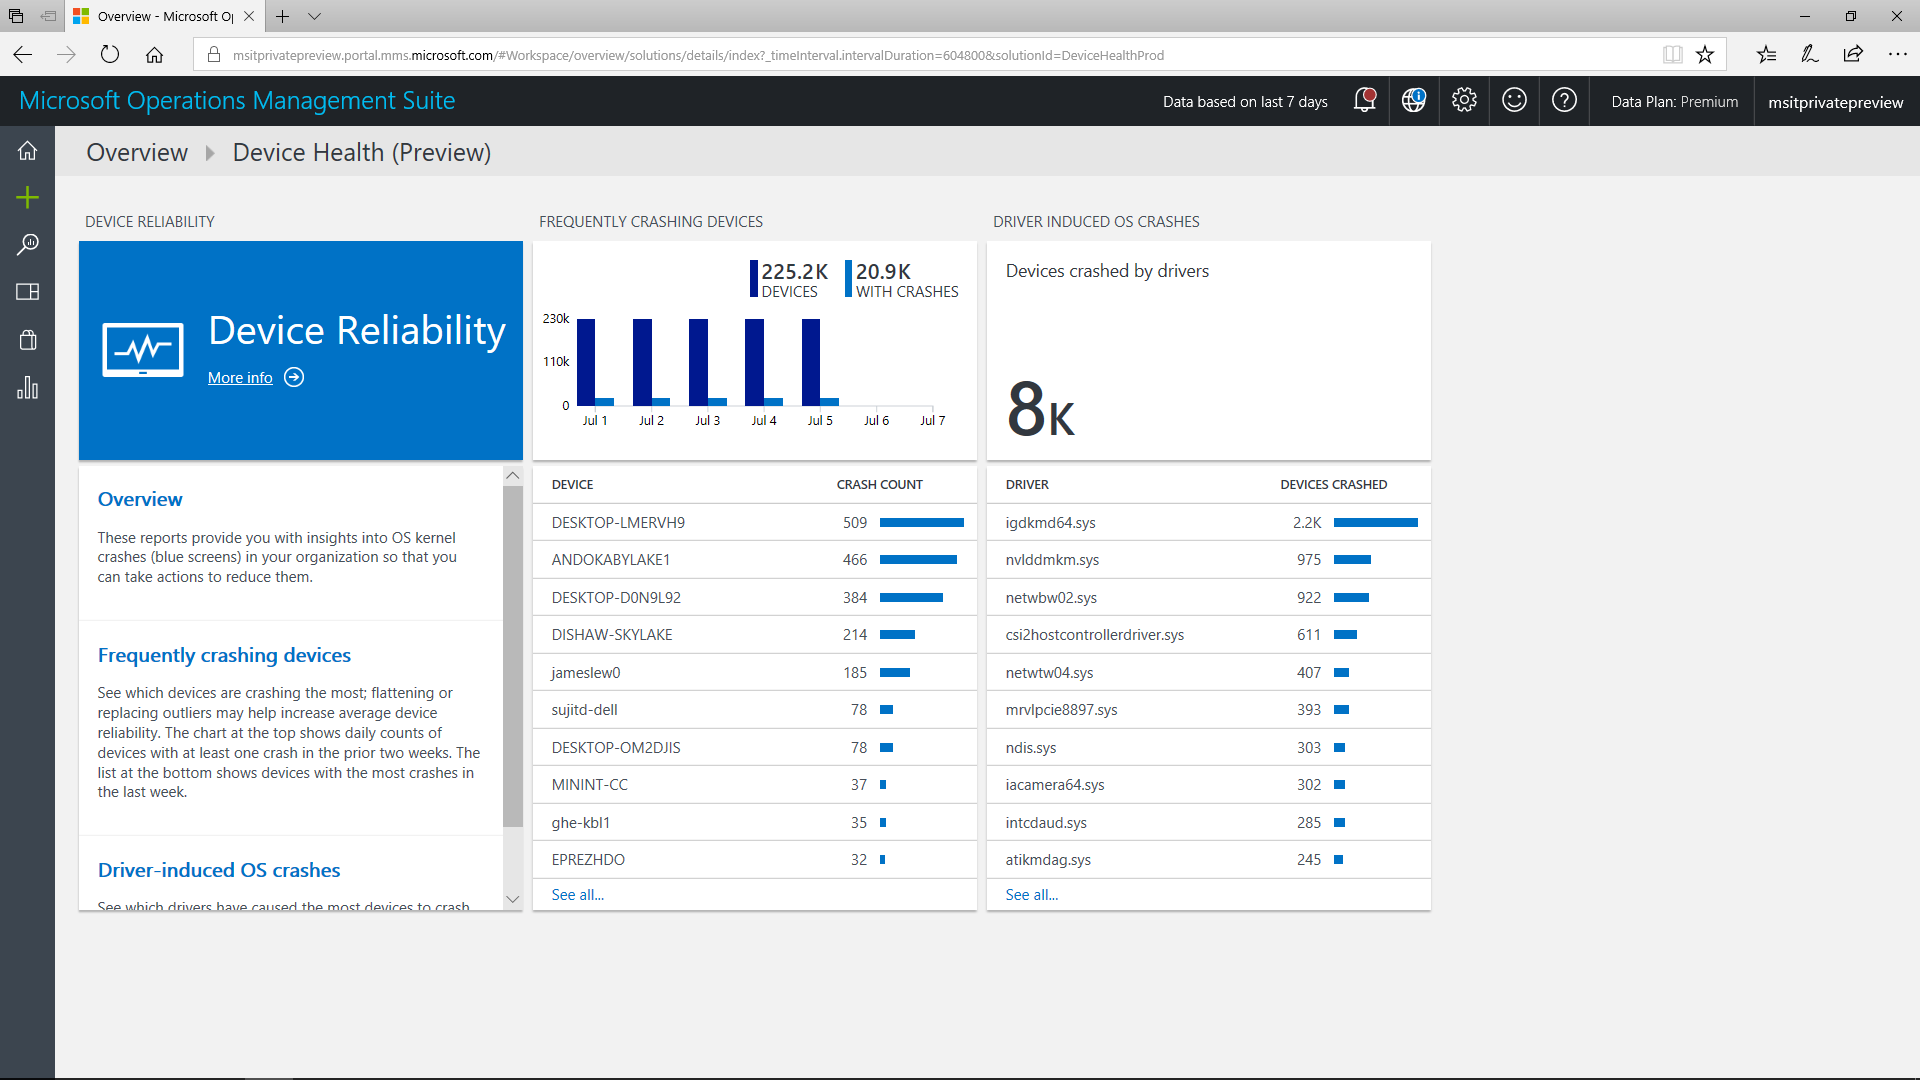 Overview - Microsoft Op
msitprivatepreview.portal.mms.microsoft.com/#Workspace/overview/solutions/details/index?_timeInterval.intervalDuration=604800&solutionId=DeviceHealthProd
Microsoft Operations Management Suite
Data based on last 7 days
Data Plan: Premium
msitprivatepreview
Overview
Device Health (Preview)
DEVICE RELIABILITY
Device Reliability
More info
Overview
These reports provide you with insights into OS kernel
crashes (blue screens) in your organization so that you
can take actions to reduce them.
Frequently crashing devices
See which devices are crashing the most; flattening or
replacing outliers may help increase average device
reliability. The chart at the top shows daily counts of
devices with at least one crash in the prior two weeks. The
list at the bottom shows devices with the most crashes in
the last week.
Driver-induced OS crashes
See which drivers have caused the most devices to crash
FREQUENTLY CRASHING DEVICES
225.2K
DEVICES
20.9K
WITH CRASHES
230k
110k
0
Jul 1 Jul 2 Jul 3 Jul 4 Jul 5 Jul 6 Jul 7
DEVICE CRASH COUNT
DESKTOP-LMERVH9 509
ANDOKABYLAKE1 466
DESKTOP-D0N9L92 384
DISHAW-SKYLAKE 214
jameslew0 185
sujitd-dell 78
DESKTOP-OM2DJIS 78
MININT-CC 37
ghe-kbl1 35
EPREZHDO 32
See all...
DRIVER INDUCED OS CRASHES
Devices crashed by drivers
8K
DRIVER DEVICES CRASHED
igdkmd64.sys 2.2K
nvlddmkm.sys 975
netwbw02.sys 922
csi2hostcontrollerdriver.sys 611
netwtw04.sys 407
mrvlpcie8897.sys 393
ndis.sys 303
iacamera64.sys 302
intcdaud.sys 285
atikmdag.sys 245
See all...